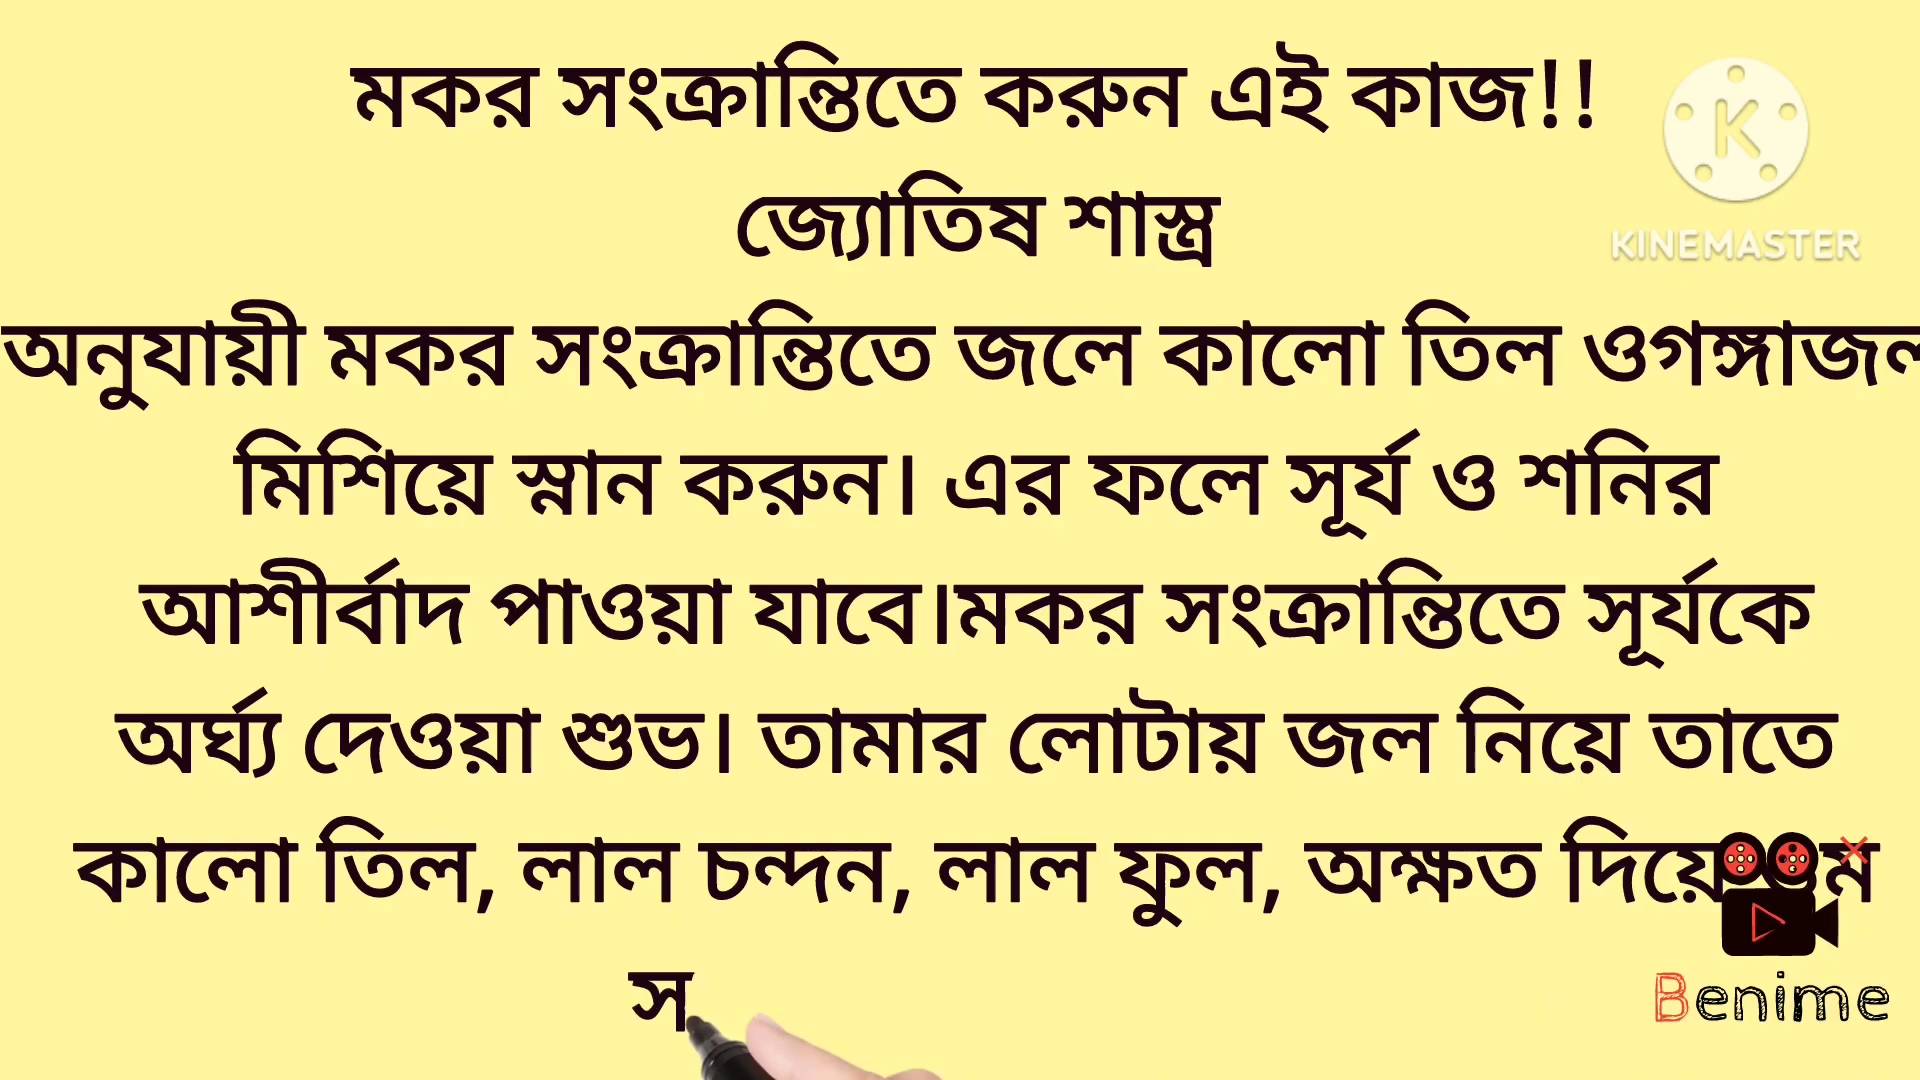 মকর সংক্রান্তিতে করুন এই কাজ!!
জ্যোতিষ শাস্ত্র
অনুযায়ী মকর সংক্রান্তিতে জলে কালো তিল ওগঙ্গাজল
মিশিয়ে স্নান করুন। এর ফলে সূর্য ও শনির
আশীর্বাদ পাওয়া যাবে।মকর সংক্রান্তিতে সূর্যকে
অর্ঘ্য দেওয়া শুভ। তামার লোটায় জল নিয়ে তাতে
কালো তিল, লাল চন্দন, লাল ফুল, অক্ষত দিয়ে
স
KINEMASTER
Benime